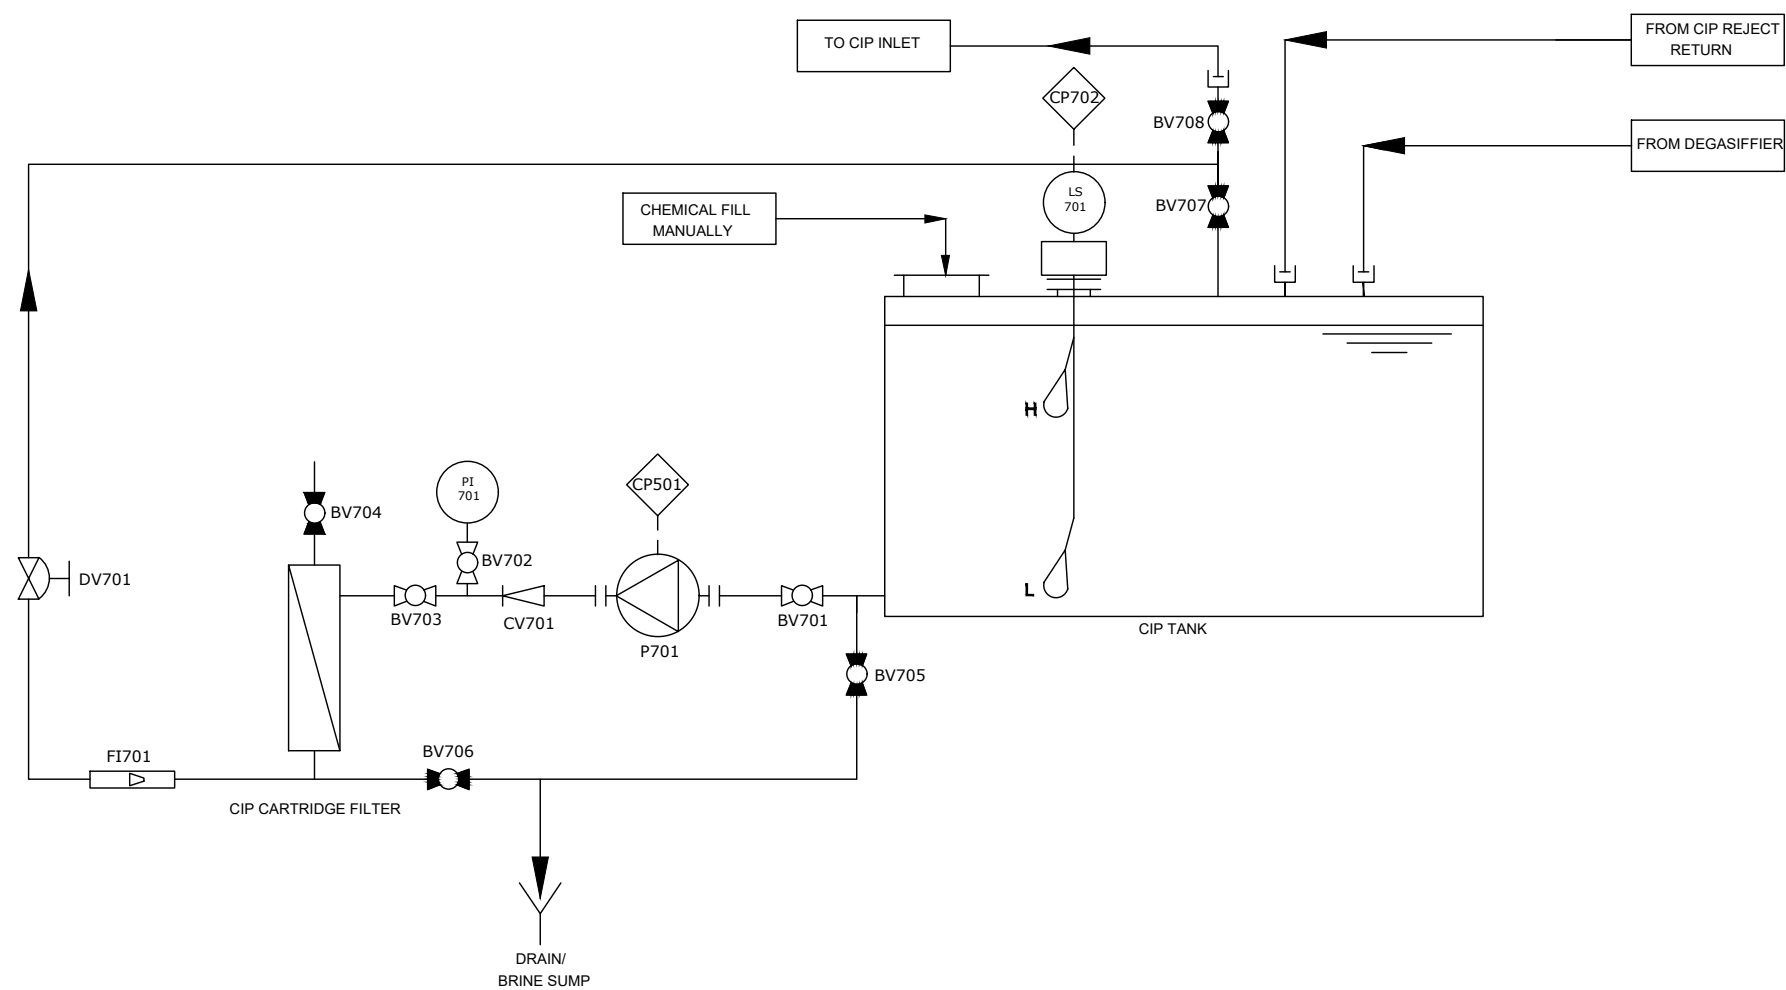 TO CIP INLET
FROM CIP REJECT
RETURN
CP702
BV708
FROM DEGASIFFIER
LS
701
BV707
CHEMICAL FILL
MANUALLY
H
CP501
PI
701
BV704
BV702
DV701
L
BV703
CV701
BV701
P701
CIP TANK
BV705
FI701
BV706
CIP CARTRIDGE FILTER
DRAIN/
BRINE SUMP